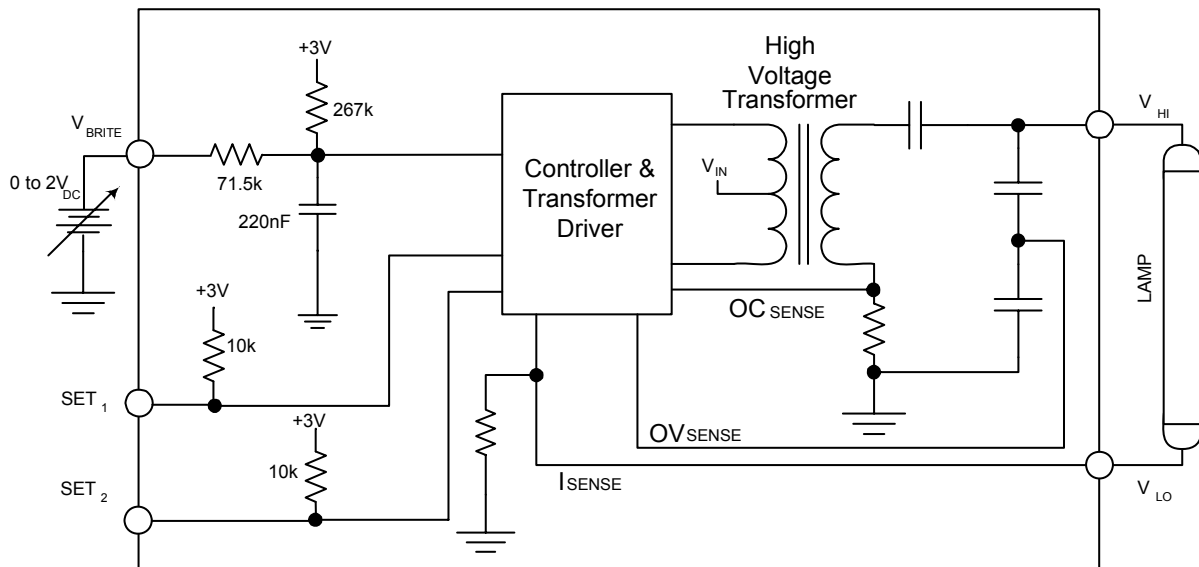 +3V
267k
High
Voltage
Transformer
V BRITE
V HI
0 to 2V DC
71.5k
220nF
Controller &
Transformer
Driver
V IN
LAMP
+3V
10k
OC SENSE
SET 1
+3V
10k
OV SENSE
I SENSE
SET 2
V LO